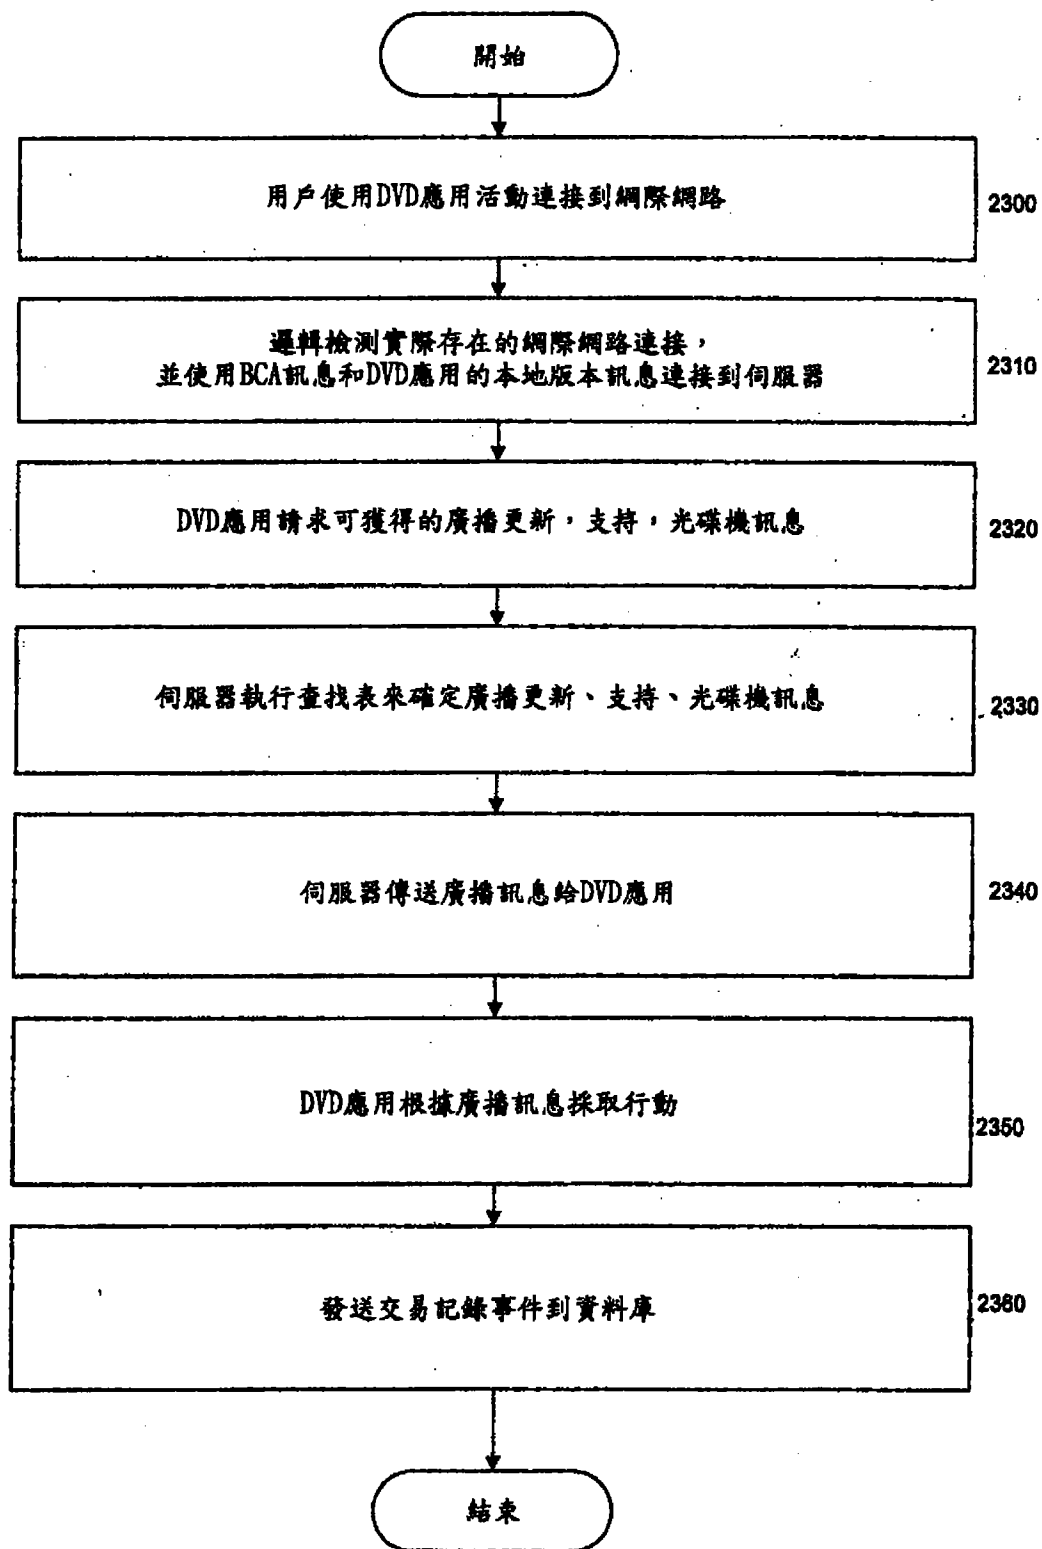 開始
用戶使用DVD應用活動連接到網際網路
2300
邏輯檢測實際存在的網際網路連接,
並使用BCA訊息和DVD應用的本地版本訊息連接到伺服器
2310
DVD應用請求可獲得的廣播更新,支持,光碟機訊息
2320
伺服器執行查找表來確定廣播更新、支持、光碟機訊息
2330
伺服器傳送廣播訊息給DVD應用
2340
DVD應用根據廣播訊息採取行動
2350
發送交易記錄事件到資料庫
2360
結束